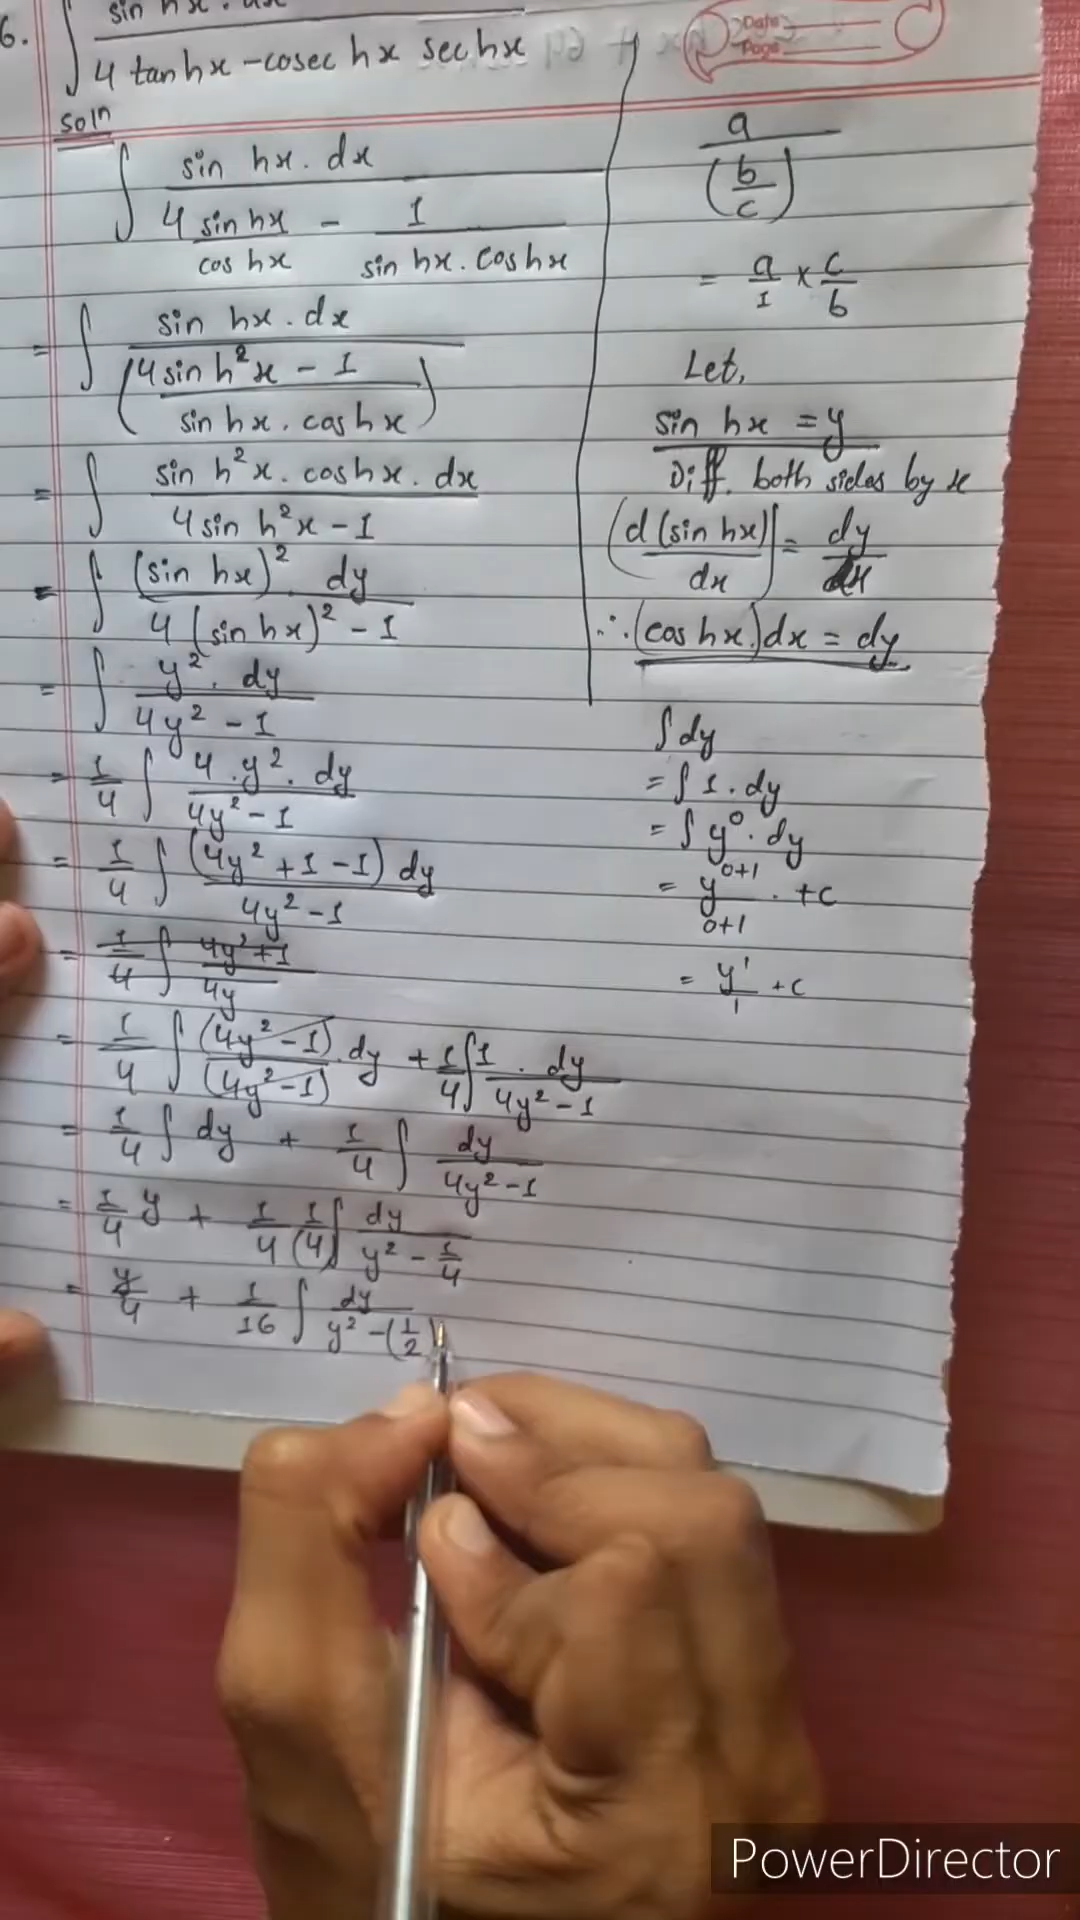 6. ∫ sin hx . dx
4 tanhx - cosec hx sec hx
Date:
Page:
soln
∫ sin hx . dx
4 sin hx - 1
cos hx sin hx . cos hx
= ∫ sin hx . dx
(4 sin h²x - 1)
sin hx . cos hx
= ∫ sin h²x . cos hx . dx
4 sin h²x - 1
= ∫ (sin hx)² . dy
4 (sin hx)² - 1
= ∫ y² . dy
4y² - 1
= 1/4 ∫ 4 . y² . dy
4y² - 1
= 1/4 ∫ (4y² + 1 - 1) dy
4y² - 1
= 1/4 ∫ 4y² + 1
4y
= 1/4 ∫ (4y² - 1) . dy + 1/4 ∫ 1 . dy
(4y² - 1) 4y² - 1
= 1/4 ∫ dy + 1/4 ∫ dy
4y² - 1
= 1/4 y + 1/4 1/(4) ∫ dy
y² - 1/4
= y/4 + 1/16 ∫ dy
y² - (1/2)
a
(b/c)
= a/1 × c/b
Let,
sin hx = y
Diff. both sides by x
(d (sin hx) = dy
dx dx
∴ (cos hx.) dx = dy
∫ dy
= ∫ 1 . dy
= ∫ y⁰ . dy
= y⁰⁺¹ . + c
0+1
= y¹ + c
1
PowerDirector